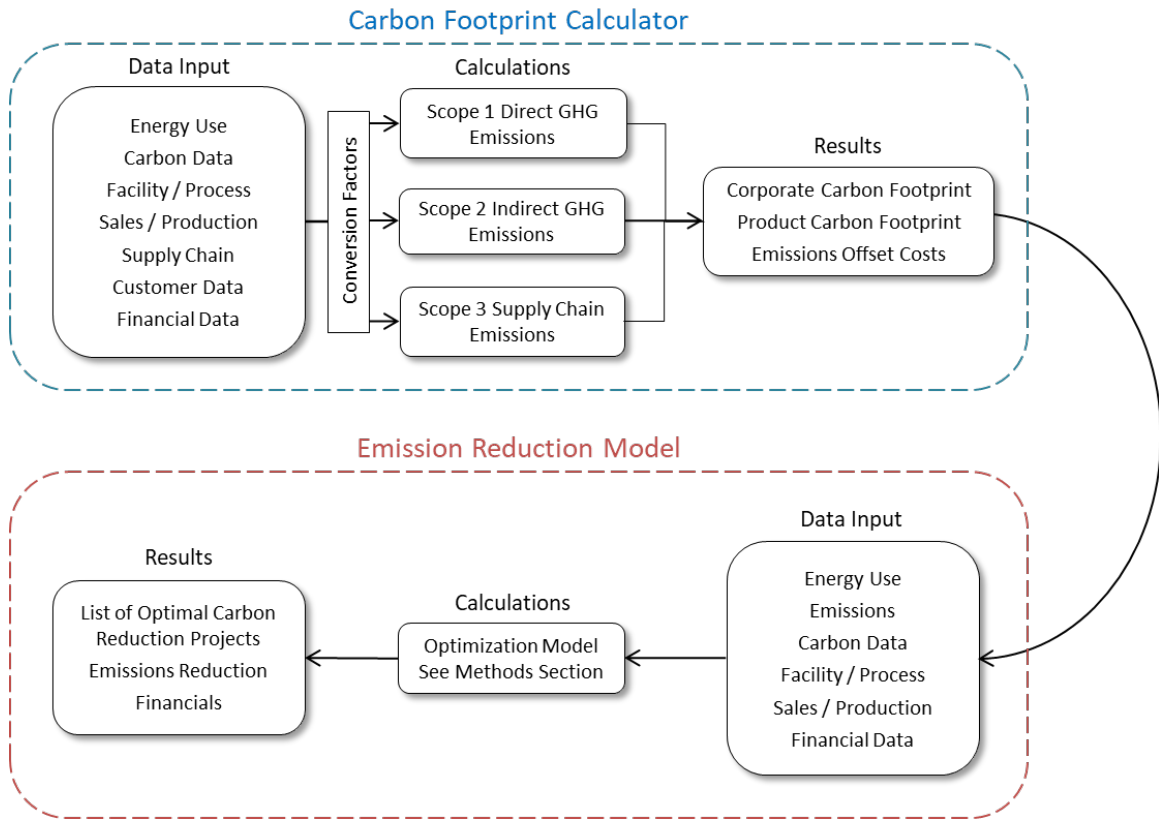 Carbon Footprint Calculator
Data Input
Energy Use
Carbon Data
Facility / Process
Sales / Production
Supply Chain
Customer Data
Financial Data
Conversion Factors
Calculations
Scope 1 Direct GHG
Emissions
Scope 2 Indirect GHG
Emissions
Scope 3 Supply Chain
Emissions
Results
Corporate Carbon Footprint
Product Carbon Footprint
Emissions Offset Costs
Emission Reduction Model
Data Input
Energy Use
Emissions
Carbon Data
Facility / Process
Sales / Production
Financial Data
Calculations
Optimization Model
See Methods Section
Results
List of Optimal Carbon
Reduction Projects
Emissions Reduction
Financials